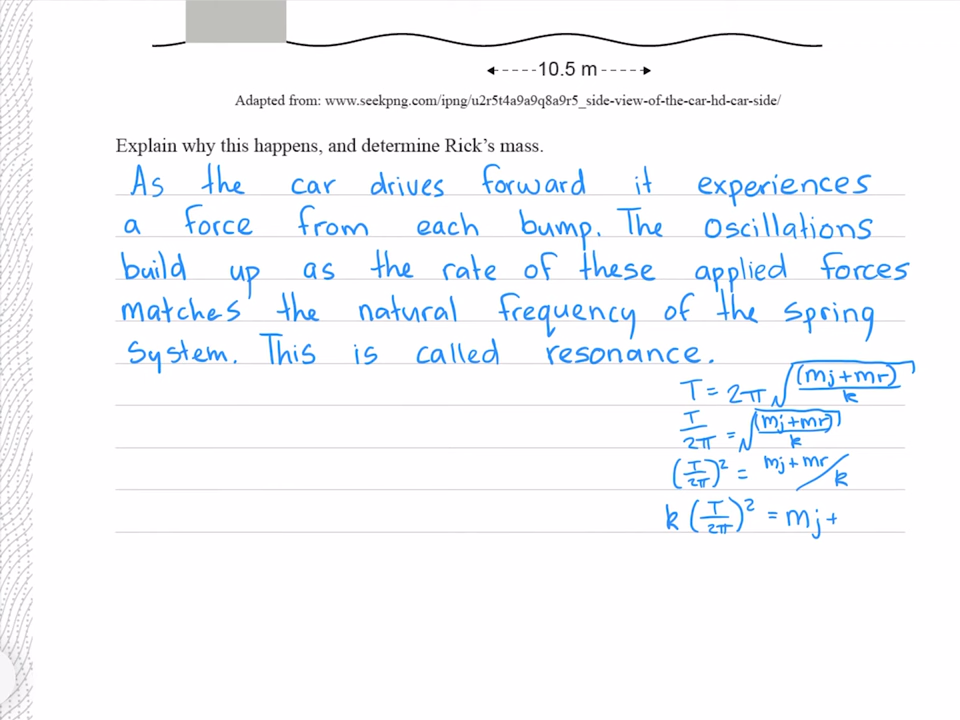 10.5 m
Adapted from: www.seekpng.com/ipng/u2r5t4a9a9q8a9r5_side-view-of-the-car-hd-car-side/
Explain why this happens, and determine Rick's mass.
As the car drives forward it experiences
a force from each bump. The oscillations
build up as the rate of these applied forces
matches the natural frequency of the spring
system. This is called resonance.
T = 2π √((mj+mr)/k)
T/2π = √((mj+mr)/k)
(T/2π)² = mj+mr/k
k(T/2π)² = mj+